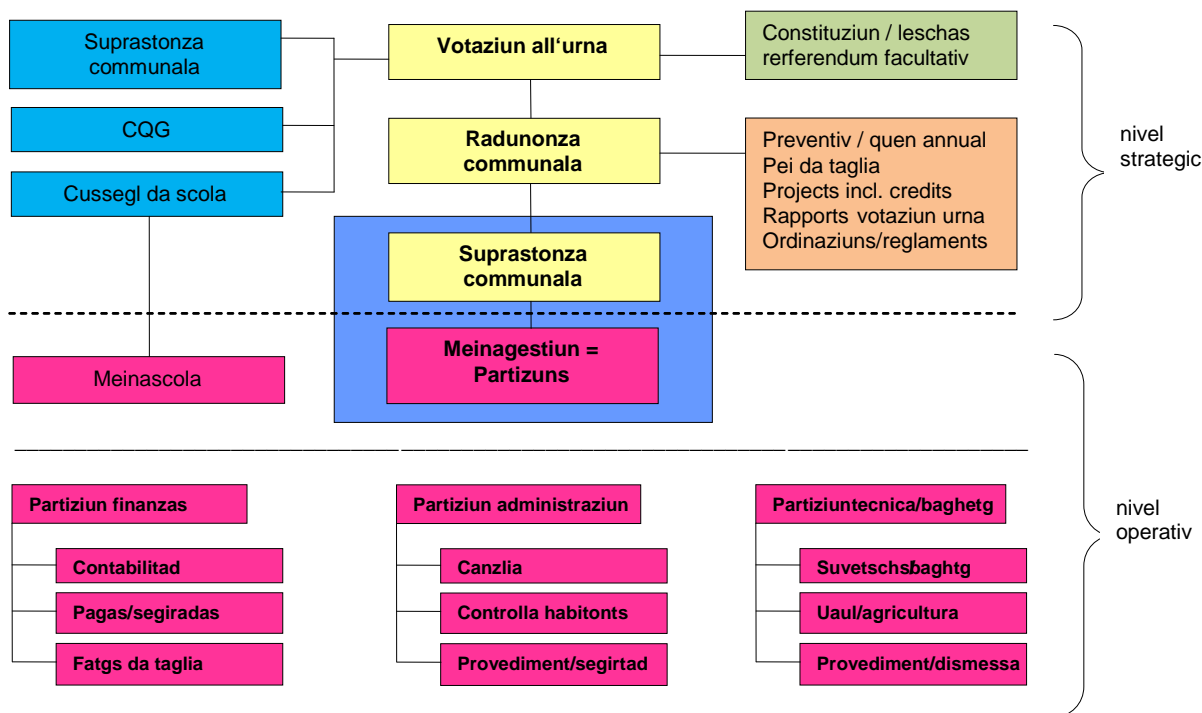 Suprastonza
communala
CQG
Cussegl da scola
Votaziun all‘urna
Radunonza
communala
Suprastonza
communala
Constituziun / leschas
rerferendum facultativ
Preventiv / quen annual
Pei da taglia
Projects incl. credits
Rapports votaziun urna
Ordinaziuns/reglaments
nivel
strategic
Meinascola
Meinagestiun =
Partizuns
Partiziun finanzas
Contabilitad
Pagas/segiradas
Fatgs da taglia
Partiziun administraziun
Canzlia
Controlla habitonts
Provediment/segirtad
Partiziuntecnica/baghetg
Suvetschs/baghtg
Uaul/agricultura
Provediment/dismessa
nivel
operativ